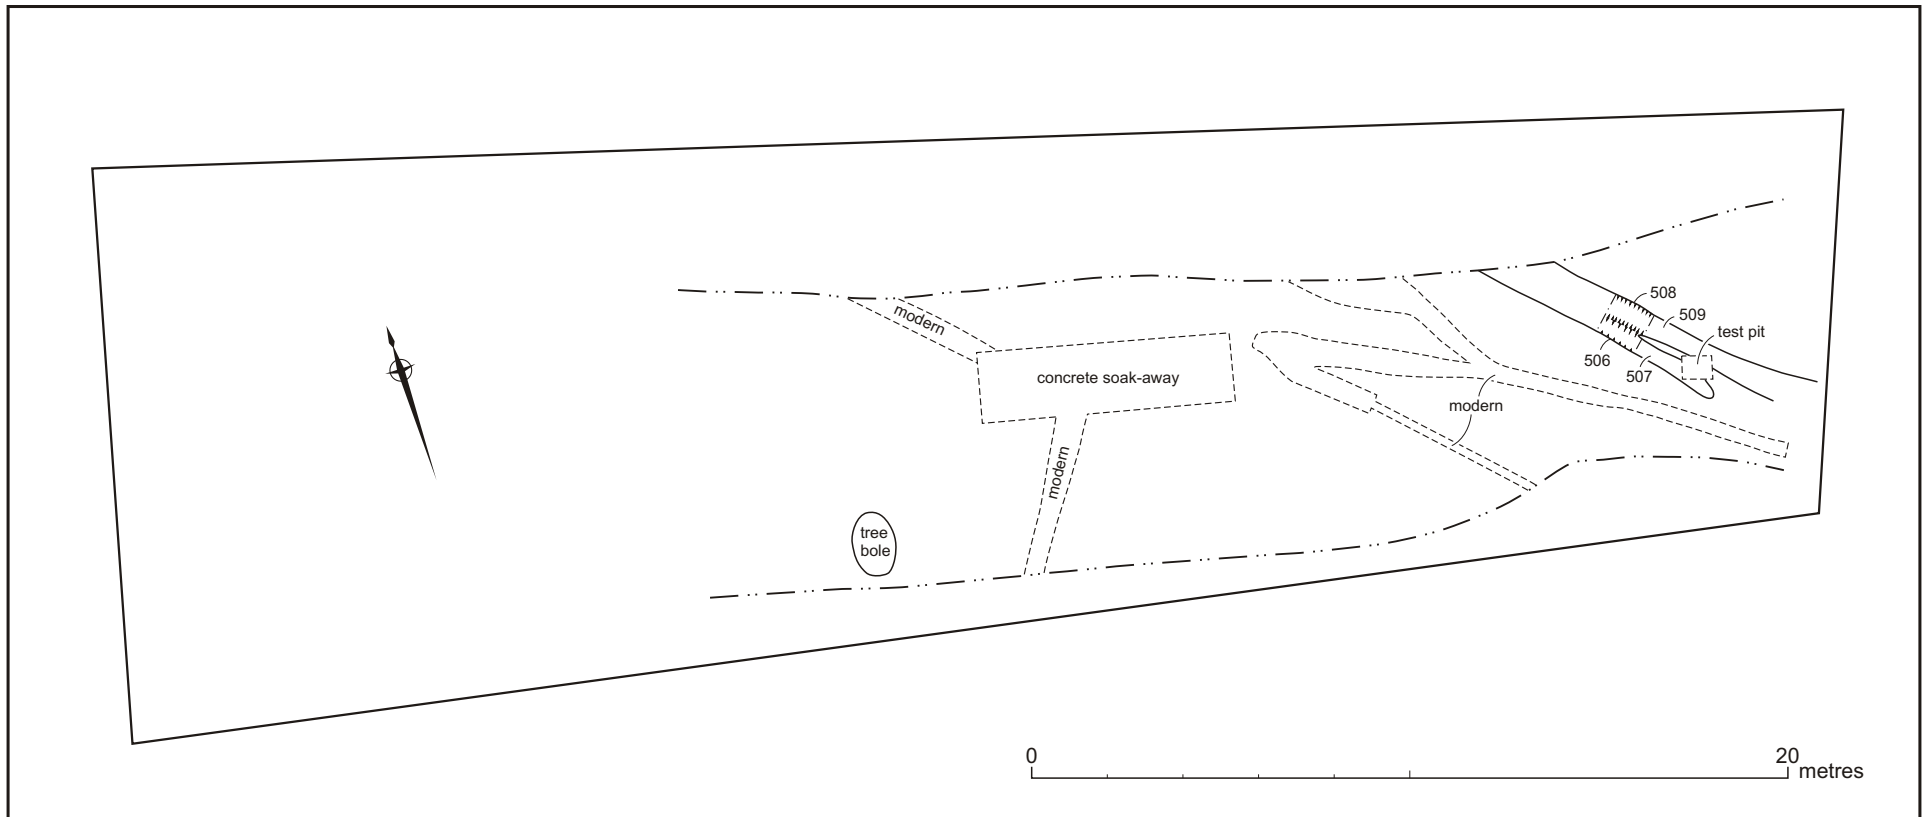 508
509
modern
test pit
506
507
concrete soak-away
modern
modern
tree
bole
0
20
metres